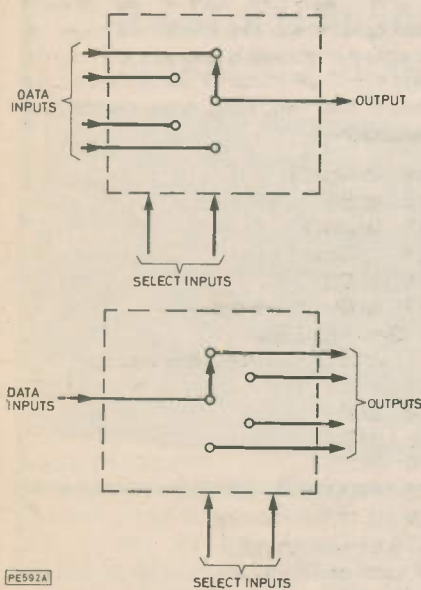 DATA
INPUTS
OUTPUT
SELECT INPUTS
DATA
INPUTS
OUTPUTS
SELECT INPUTS
PE592A